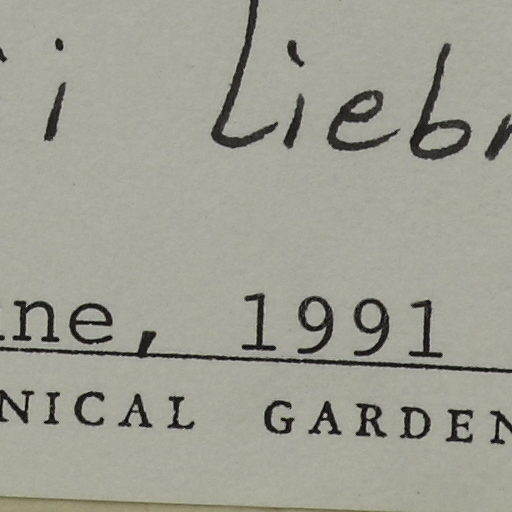 i Liebr
ne, 1991
NICAL GARDEN